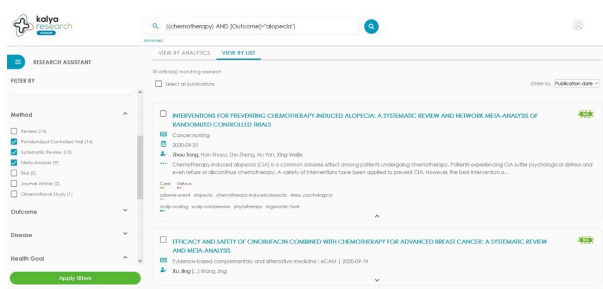 kalya
research
((chemotherapy) AND [Outcome]="alopecia")
Advanced
RESEARCH ASSISTANT
VIEW BY ANALYTICS VIEW BY LIST
article(s) matching research
FILTER BY
Select all publications
Order by Publication date
Method
Review (14)
Randomized Controlled Trial (14)
Systematic Review (13)
Meta-Analysis (9)
Trial (5)
Journal Article (3)
Observational Study (1)
Outcome
Disease
Health Goal
Apply filters
INTERVENTIONS FOR PREVENTING CHEMOTHERAPY-INDUCED ALOPECIA: A SYSTEMATIC REVIEW AND NETWORK META-ANALYSIS OF
RANDOMIZED CONTROLLED TRIALS
Cancer nursing
2020-09-25
Zhou Tong, Han Shuwu, Zhu Zheng, Hu Yan, Xing Weijie
Chemotherapy-induced alopecia (CIA) is a common adverse effect among patients undergoing chemotherapy. Patients experiencing CIA suffer psychological distress and
even refuse or discontinue chemotherapy. A variety of interventions have been applied to prevent CIA. However, the best intervention a...
Care Various
adverse event alopecia chemotherapy-induced alopecia stress, psychological
scalp cooling scalp compression phytotherapy ergonomic tools
EFFICACY AND SAFETY OF CINOBUFACIN COMBINED WITH CHEMOTHERAPY FOR ADVANCED BREAST CANCER: A SYSTEMATIC REVIEW
AND META-ANALYSIS
Evidence-based complementary and alternative medicine : eCAM | 2020-09-19
Xu Jing [...] Wang Jing